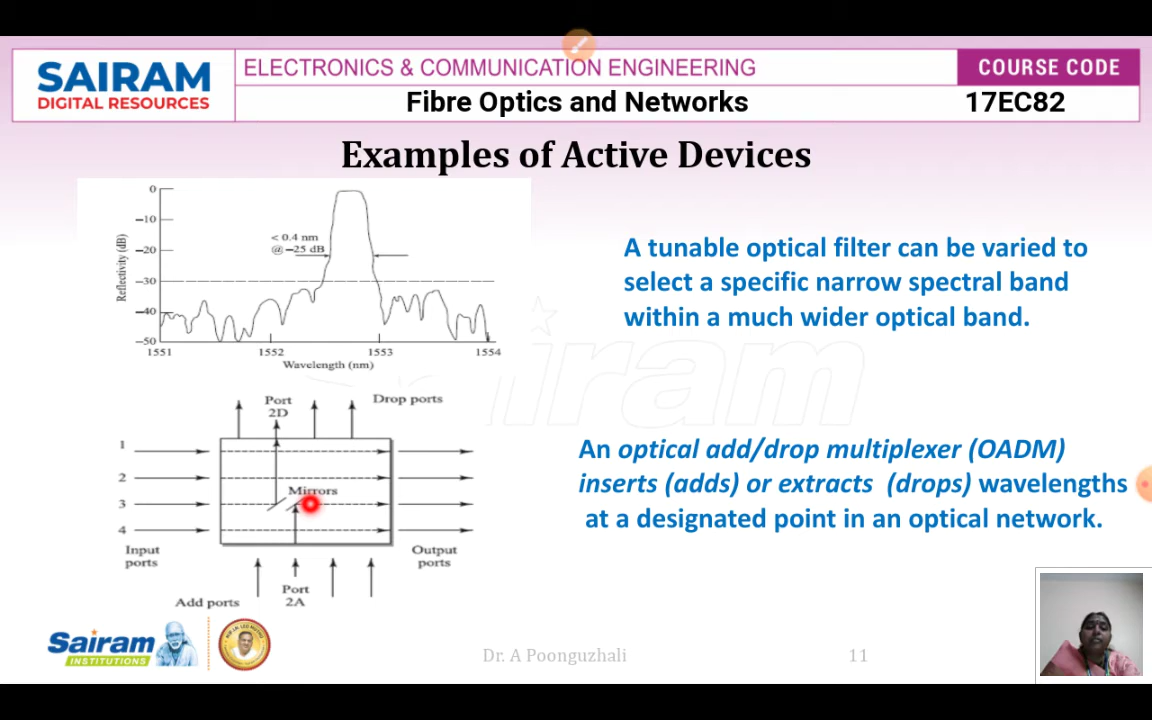 SAIRAM
DIGITAL RESOURCES
ELECTRONICS & COMMUNICATION ENGINEERING
COURSE CODE
Fibre Optics and Networks
17EC82
Examples of Active Devices
0
−10
−20
−30
−40
−50
Reflectivity (dB)
< 0.4 nm
@ −25 dB
1551
1552
1553
1554
Wavelength (nm)
A tunable optical filter can be varied to
select a specific narrow spectral band
within a much wider optical band.
Port
2D
Drop ports
1
2
3
4
Mirrors
Input
ports
Output
ports
Add ports
Port
2A
An optical add/drop multiplexer (OADM)
inserts (adds) or extracts (drops) wavelengths
at a designated point in an optical network.
Sairam
INSTITUTIONS
Dr. A Poonguzhali
11